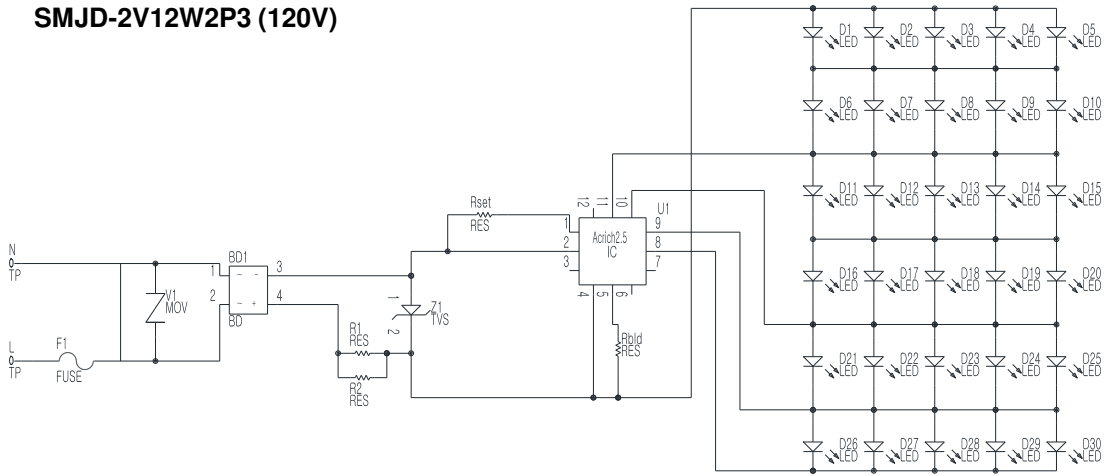 SMJD-2V12W2P3 (120V)
D1 LED
D2 LED
D3 LED
D4 LED
D5 LED
D6 LED
D7 LED
D8 LED
D9 LED
D10 LED
D11 LED
D12 LED
D13 LED
D14 LED
D15 LED
D16 LED
D17 LED
D18 LED
D19 LED
D20 LED
D21 LED
D22 LED
D23 LED
D24 LED
D25 LED
D26 LED
D27 LED
D28 LED
D29 LED
D30 LED
Rset
RES
12
11
10
U1
1
2
3
Acrich2.5
IC
9
8
7
4
5
6
Rbld
RES
N
TP
L
TP
F1
FUSE
V1
MOV
BD1
1
2
3
4
- -
- +
BD
R1
RES
R2
RES
1
2
Z1
TVS